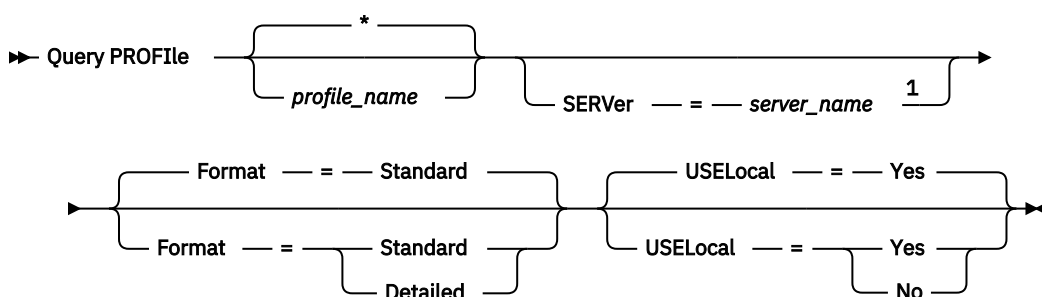 *
Query PROFIle
profile_name
SERVer = server_name 1
Format = Standard USELocal = Yes
Format = Standard USELocal = Yes
Detailed No